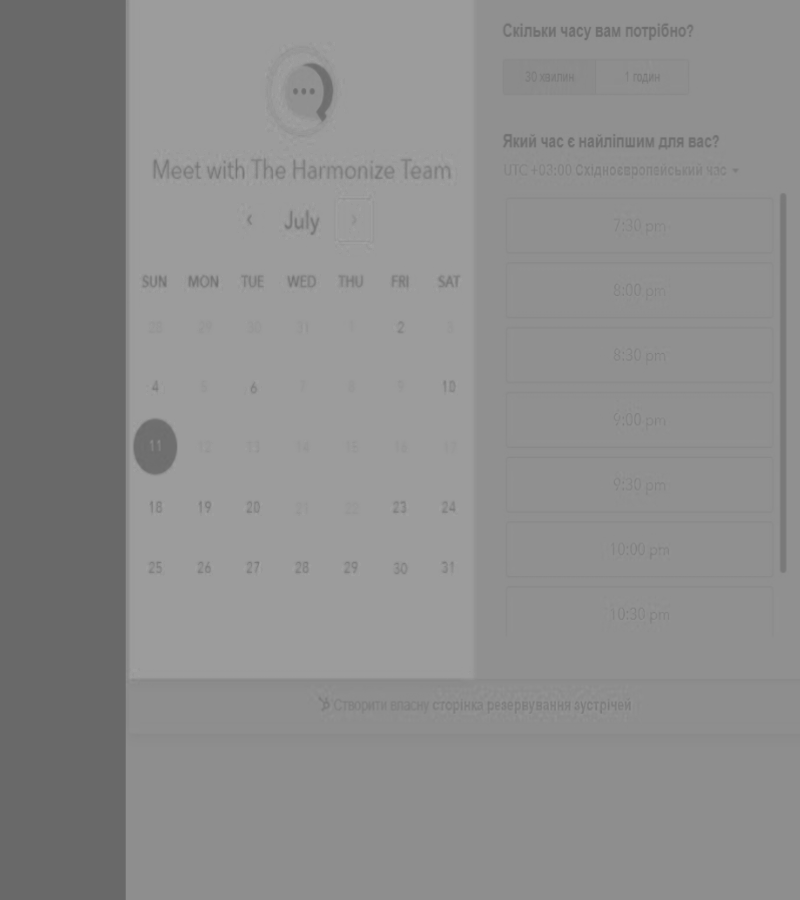 Meet with The Harmonize Team
July
SUN MON TUE WED THU FRI SAT
28 29 30 31 1 2 3
4 5 6 7 8 9 10
11 12 13 14 15 16 17
18 19 20 21 22 23 24
25 26 27 28 29 30 31
Скільки часу вам потрібно?
30 хвилин 1 годин
Який час є найліпшим для вас?
UTC +03:00 Східноєвропейський час
7:30 pm
8:00 pm
8:30 pm
9:00 pm
9:30 pm
10:00 pm
10:30 pm
Створити власну сторінка резервування зустрічей